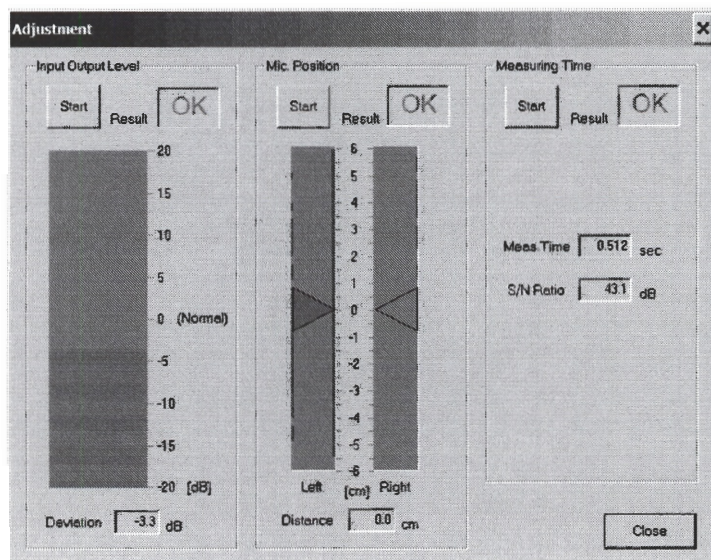 Adjustment
Input Output Level
Start
Result
OK
20
15
10
5
0 (Normal)
-5
-10
-15
-20 [dB]
Deviation -3.3 dB
Mic. Position
Start
Result
OK
6
5
4
3
2
1
0
-1
-2
-3
-4
-5
-6
Left [cm] Right
Distance 0.0 cm
Measuring Time
Start
Result
OK
Meas.Time 0.512 sec
S/N Ratio 43.1 dB
Close